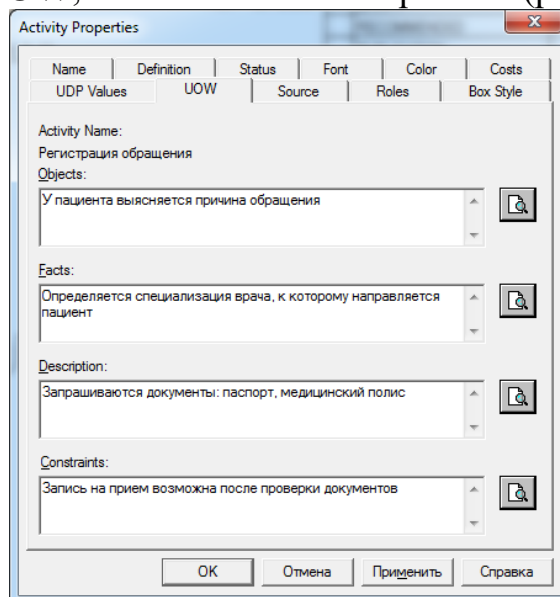 Activity Properties
Name Definition Status Font Color Costs
UDP Values UOW Source Roles Box Style
Activity Name:
Регистрация обращения
Objects:
У пациента выясняется причина обращения
Facts:
Определяется специализация врача, к которому направляется
пациент
Description:
Запрашиваются документы: паспорт, медицинский полис
Constraints:
Запись на прием возможна после проверки документов
OK Отмена Применить Справка